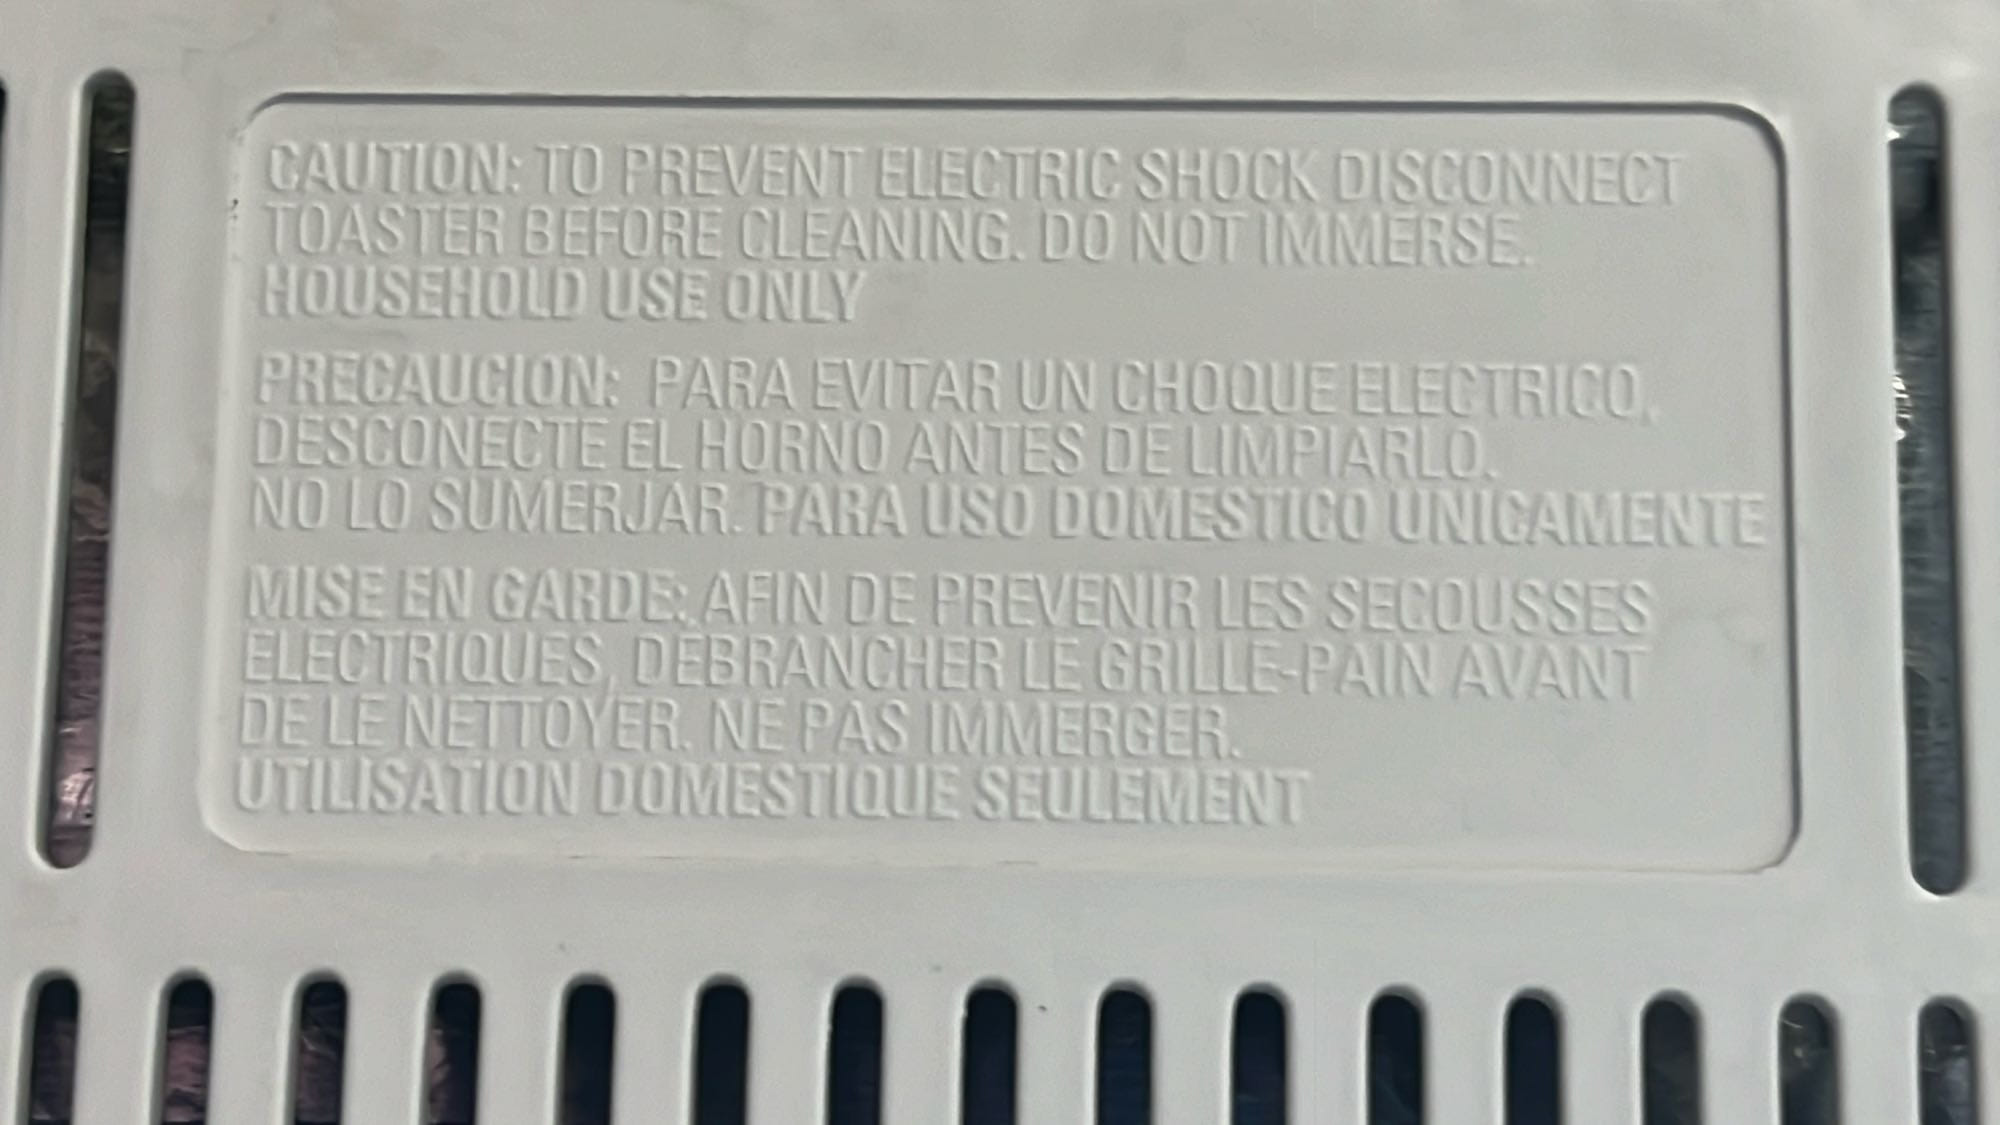 CAUTION: TO PREVENT ELECTRIC SHOCK DISCONNECT
TOASTER BEFORE CLEANING. DO NOT IMMERSE.
HOUSEHOLD USE ONLY
PRECAUCION: PARA EVITAR UN CHOQUE ELECTRICO,
DESCONECTE EL HORNO ANTES DE LIMPIARLO.
NO LO SUMERJAR. PARA USO DOMESTICO UNICAMENTE
MISE EN GARDE: AFIN DE PREVENIR LES SECOUSSES
ELECTRIQUES, DEBRANCHER LE GRILLE-PAIN AVANT
DE LE NETTOYER. NE PAS IMMERGER.
UTILISATION DOMESTIQUE SEULEMENT